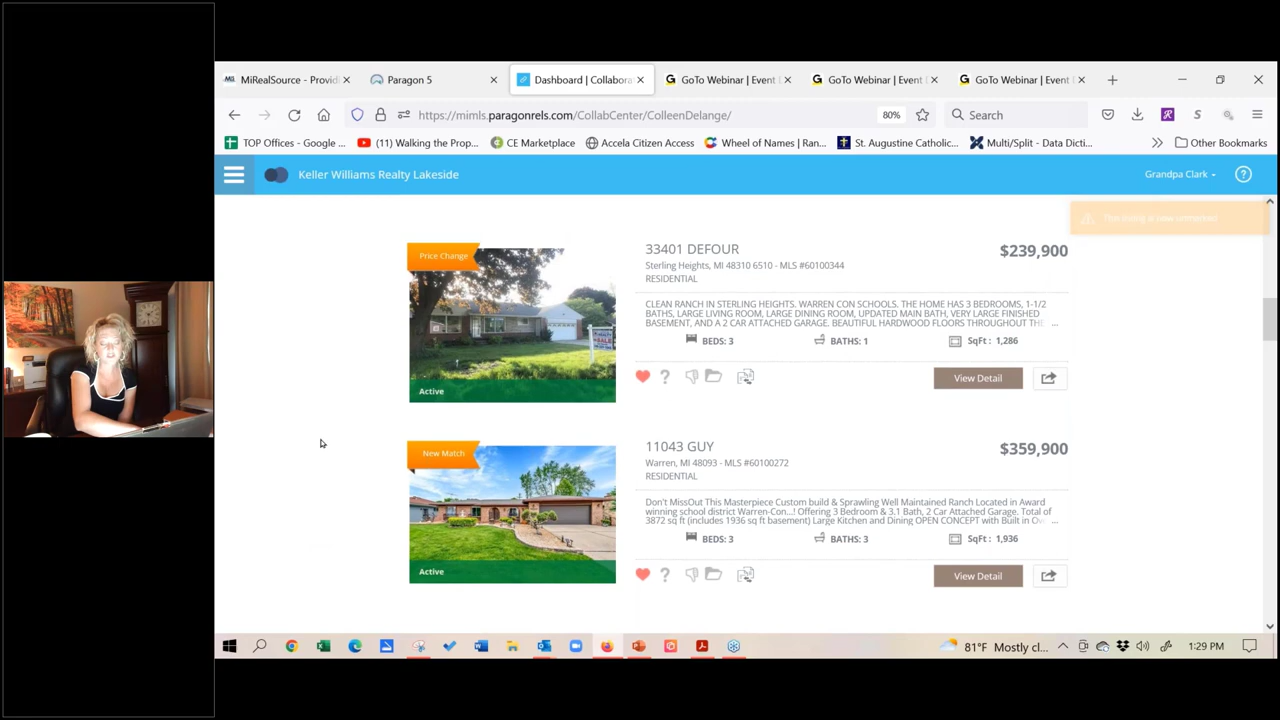 MiRealSource - Providi
Paragon 5
Dashboard | Collabora
GoTo Webinar | Event
GoTo Webinar | Event
GoTo Webinar | Event
https://mimls.paragonrels.com/CollabCenter/ColleenDelange/
80%
Search
TOP Offices - Google ...
(11) Walking the Prop...
CE Marketplace
Accela Citizen Access
Wheel of Names | Ran...
St. Augustine Catholic...
Multi/Split - Data Dicti...
Other Bookmarks
Keller Williams Realty Lakeside
Grandpa Clark
This listing is now unmarked
Price Change
33401 DEFOUR
$239,900
Sterling Heights, MI 48310 6510 - MLS #60100344
RESIDENTIAL
CLEAN RANCH IN STERLING HEIGHTS. WARREN CON SCHOOLS. THE HOME HAS 3 BEDROOMS, 1-1/2
BATHS, LARGE LIVING ROOM, LARGE DINING ROOM, UPDATED MAIN BATH, VERY LARGE FINISHED
BASEMENT, AND A 2 CAR ATTACHED GARAGE. BEAUTIFUL HARDWOOD FLOORS THROUGHOUT THE ...
BEDS: 3
BATHS: 1
SqFt : 1,286
Active
View Detail
New Match
11043 GUY
$359,900
Warren, MI 48093 - MLS #60100272
RESIDENTIAL
Don't MissOut This Masterpiece Custom build & Sprawling Well Maintained Ranch Located in Award
winning school district Warren-Con...! Offering 3 Bedroom & 3.1 Bath, 2 Car Attached Garage. Total of
3872 sq ft (includes 1936 sq ft basement) Large Kitchen and Dining OPEN CONCEPT with Built in Ov ...
BEDS: 3
BATHS: 3
SqFt : 1,936
Active
View Detail
81°F Mostly cl...
1:29 PM